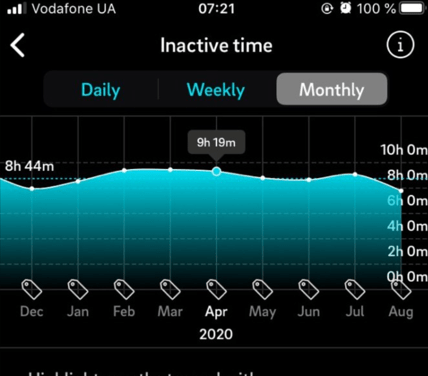 Vodafone UA 07:21 100 %
Inactive time
Daily Weekly Monthly
9h 19m
10h 0m
8h 44m
8h 0m
6h 0m
4h 0m
2h 0m
0h 0m
Dec Jan Feb Mar Apr May Jun Jul Aug
2020